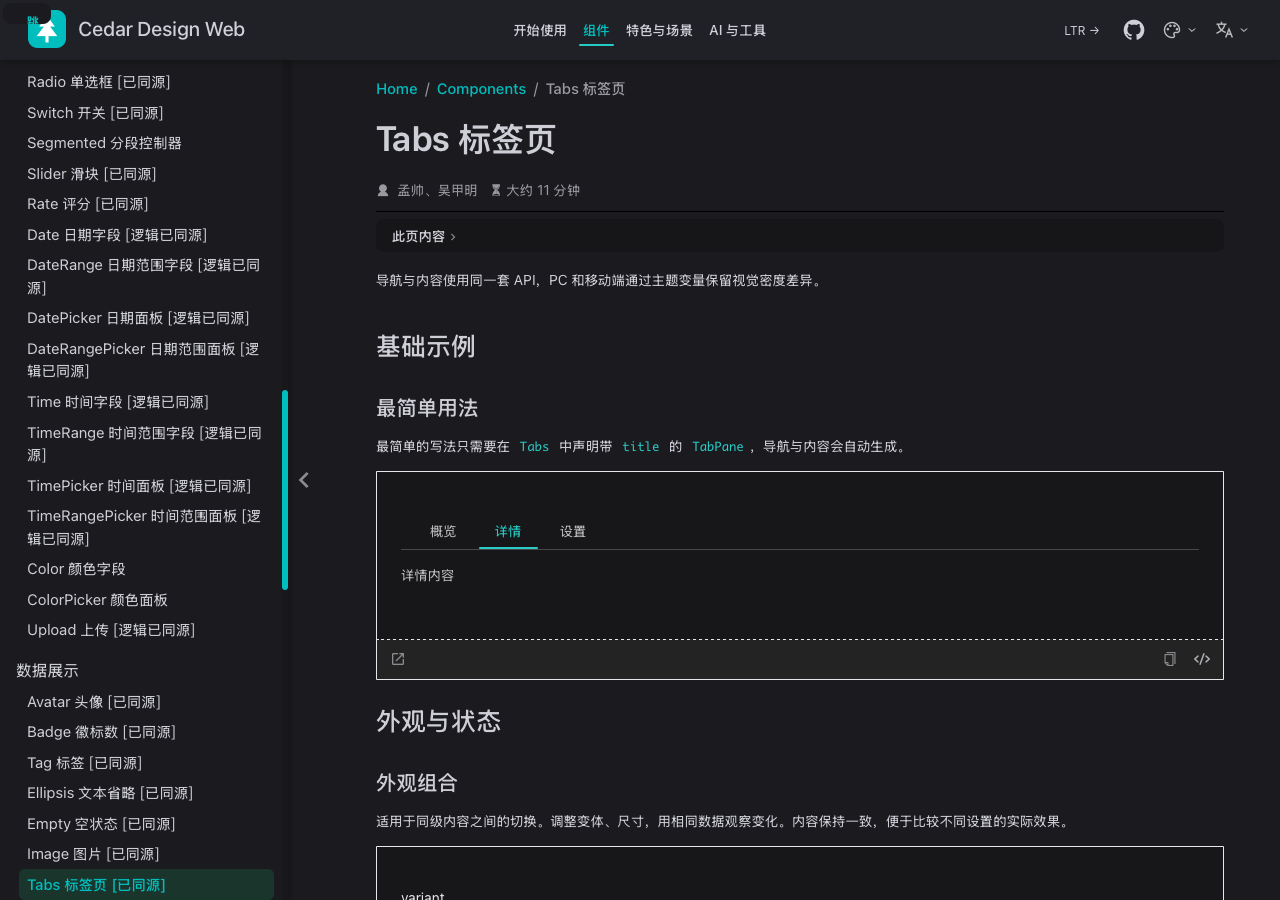 跳
Cedar Design Web
开始使用
组件
特色与场景
AI 与工具
LTR →
Radio 单选框 [已同源]
Switch 开关 [已同源]
Segmented 分段控制器
Slider 滑块 [已同源]
Rate 评分 [已同源]
Date 日期字段 [逻辑已同源]
DateRange 日期范围字段 [逻辑已同
源]
DatePicker 日期面板 [逻辑已同源]
DateRangePicker 日期范围面板 [逻
辑已同源]
Time 时间字段 [逻辑已同源]
TimeRange 时间范围字段 [逻辑已同
源]
TimePicker 时间面板 [逻辑已同源]
TimeRangePicker 时间范围面板 [逻
辑已同源]
Color 颜色字段
ColorPicker 颜色面板
Upload 上传 [逻辑已同源]
数据展示
Avatar 头像 [已同源]
Badge 徽标数 [已同源]
Tag 标签 [已同源]
Ellipsis 文本省略 [已同源]
Empty 空状态 [已同源]
Image 图片 [已同源]
Tabs 标签页 [已同源]
Home / Components / Tabs 标签页
Tabs 标签页
孟帅、吴甲明 大约 11 分钟
此页内容
导航与内容使用同一套 API，PC 和移动端通过主题变量保留视觉密度差异。
基础示例
最简单用法
最简单的写法只需要在 Tabs 中声明带 title 的 TabPane ，导航与内容会自动生成。
概览
详情
设置
详情内容
外观与状态
外观组合
适用于同级内容之间的切换。调整变体、尺寸，用相同数据观察变化。内容保持一致，便于比较不同设置的实际效果。
variant